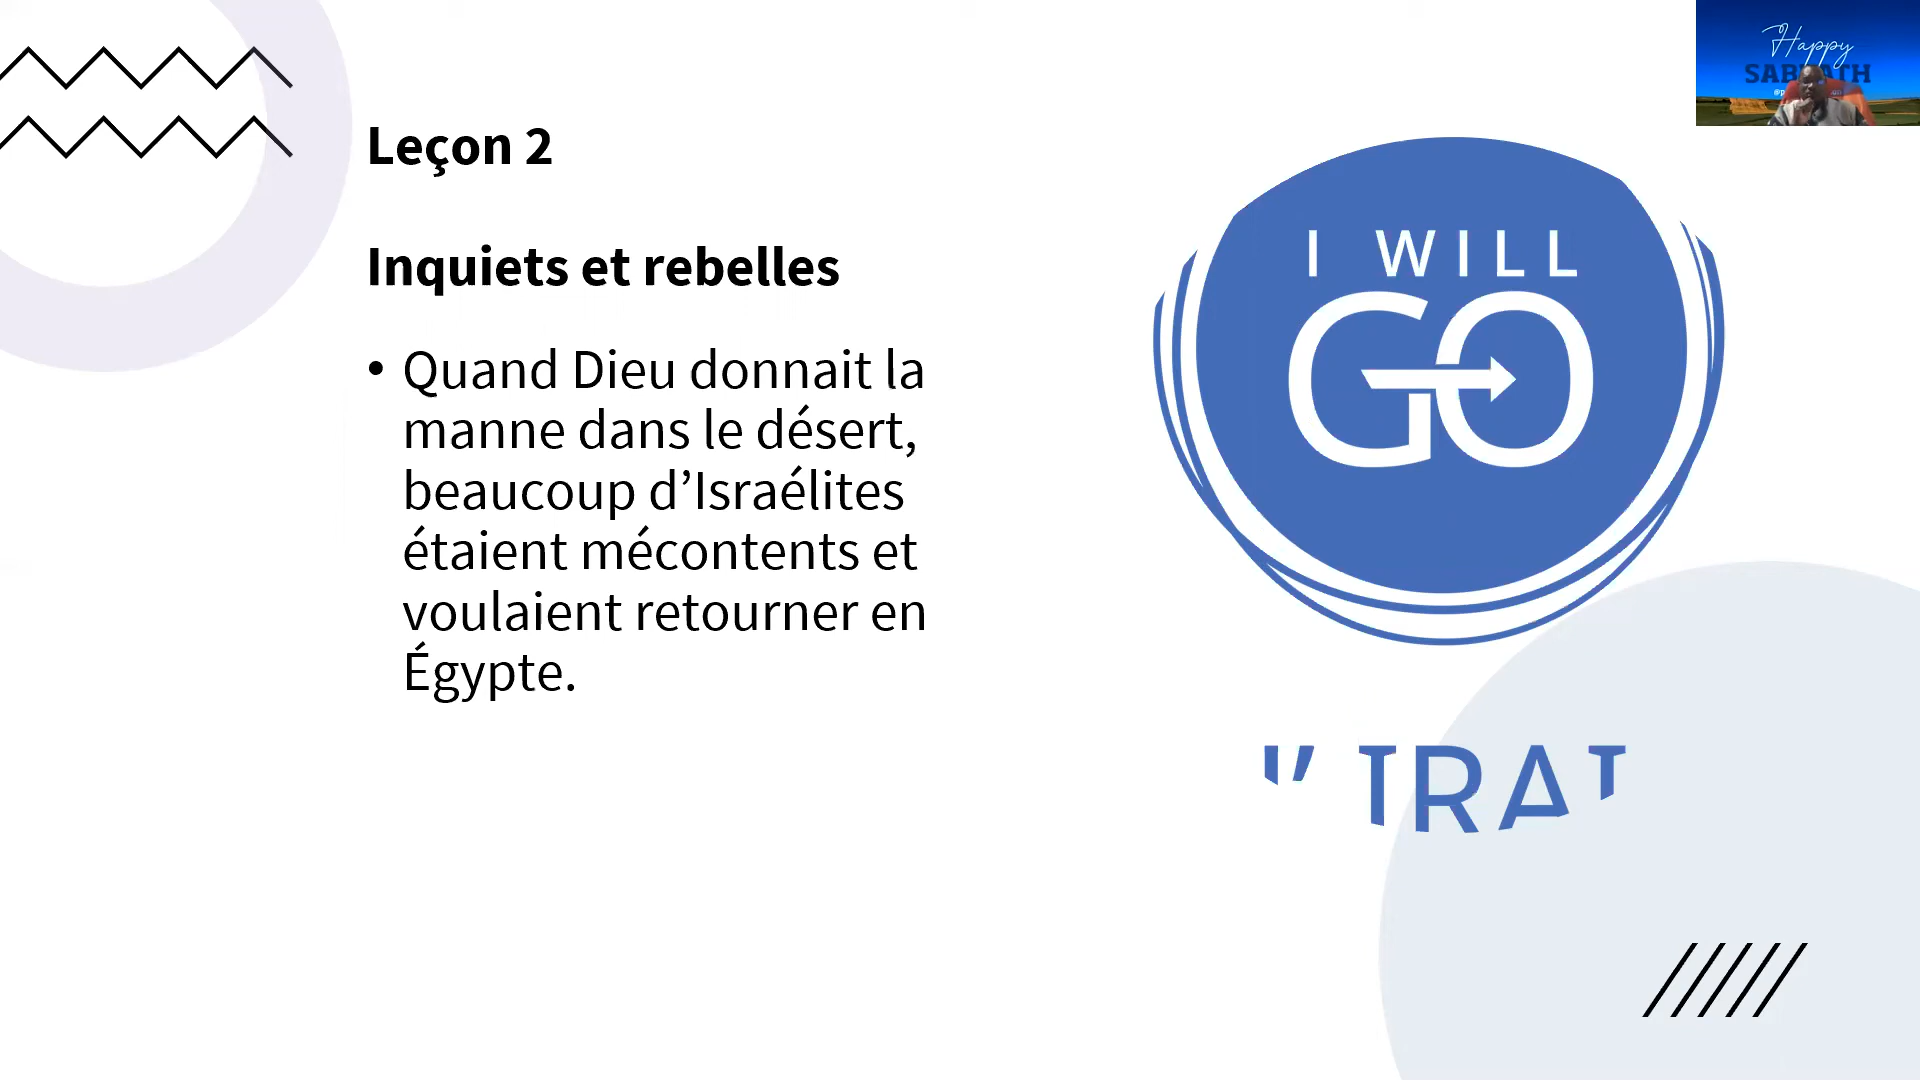 Happy
SABBATH
Leçon 2
Inquiets et rebelles
• Quand Dieu donnait la
manne dans le désert,
beaucoup d’Israélites
étaient mécontents et
voulaient retourner en
Égypte.
I WILL
GO